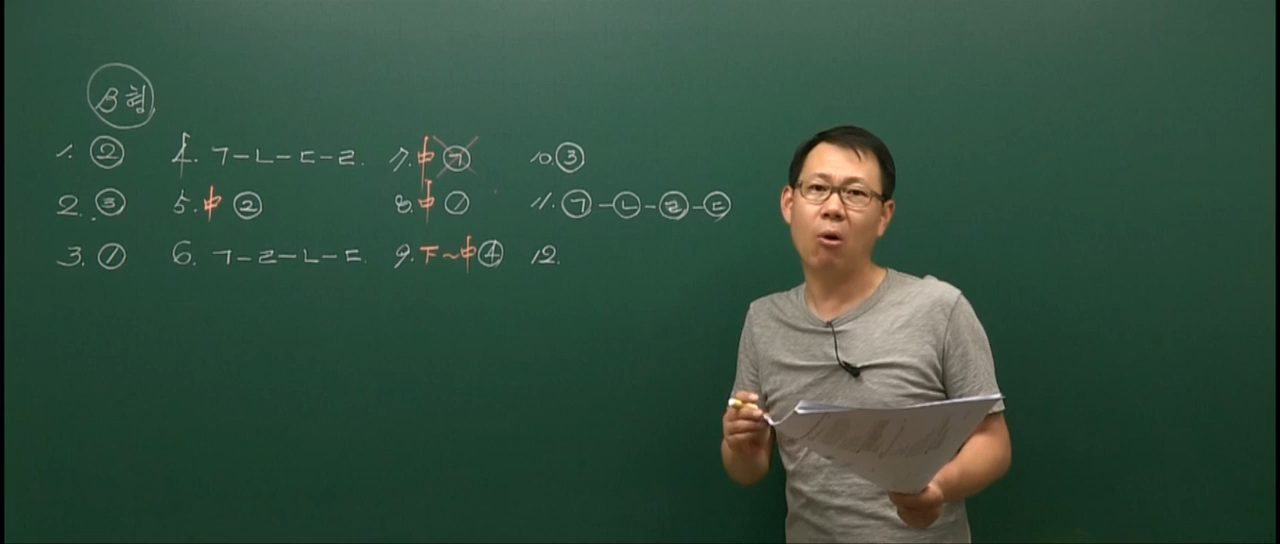 B형.
1. ② 4. ㄱ-ㄴ-ㄷ-ㄹ. 7. 中 ㉠ 10. ③
2. ③ 5. 中 ② 8. 中 ① 11. ㉠-㉡-㉣-㉢
3. ① 6. ㄱ-ㄹ-ㄴ-ㄷ. 9. 下~中 ④ 12.